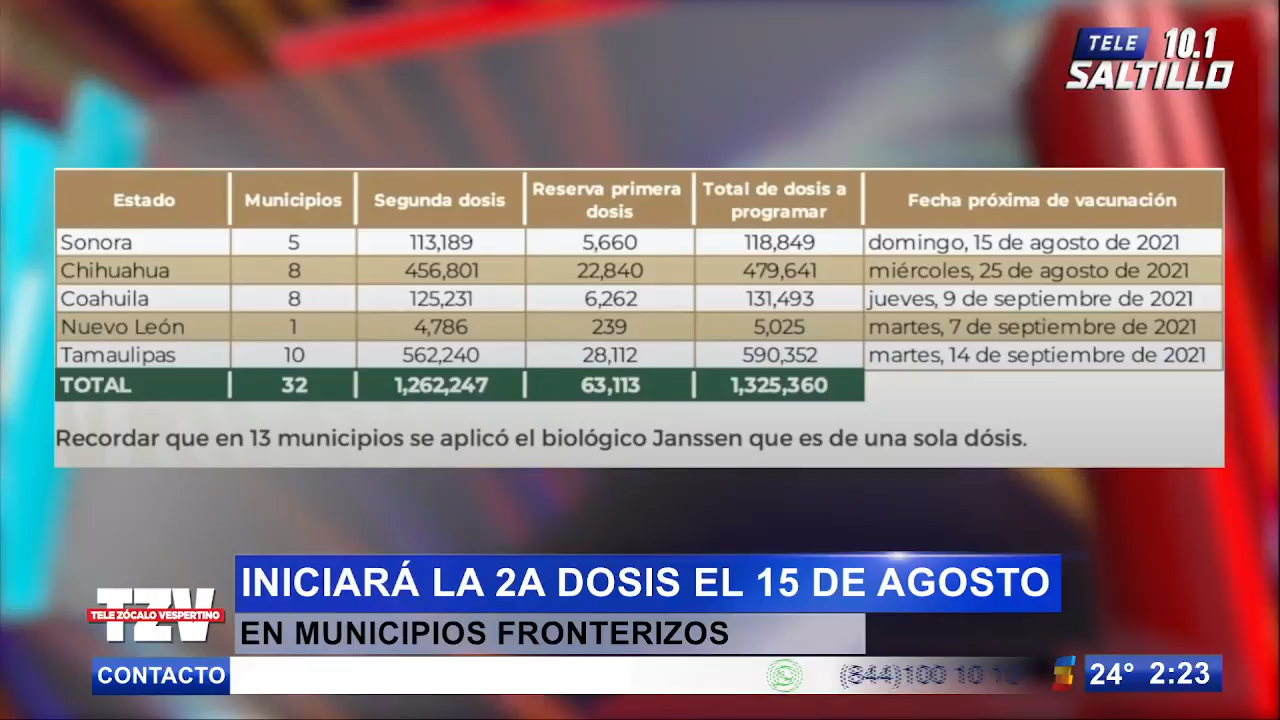 TELE 10.1
SALTILLO
Estado Municipios Segunda dosis Reserva primera dosis Total de dosis a programar Fecha próxima de vacunación
Sonora 5 113,189 5,660 118,849 domingo, 15 de agosto de 2021
Chihuahua 8 456,801 22,840 479,641 miércoles, 25 de agosto de 2021
Coahuila 8 125,231 6,262 131,493 jueves, 9 de septiembre de 2021
Nuevo León 1 4,786 239 5,025 martes, 7 de septiembre de 2021
Tamaulipas 10 562,240 28,112 590,352 martes, 14 de septiembre de 2021
TOTAL 32 1,262,247 63,113 1,325,360
Recordar que en 13 municipios se aplicó el biológico Janssen que es de una sola dósis.
INICIARÁ LA 2A DOSIS EL 15 DE AGOSTO
TZV
TELE ZÓCALO VESPERTINO
EN MUNICIPIOS FRONTERIZOS
CONTACTO (844)100 10 24° 2:23